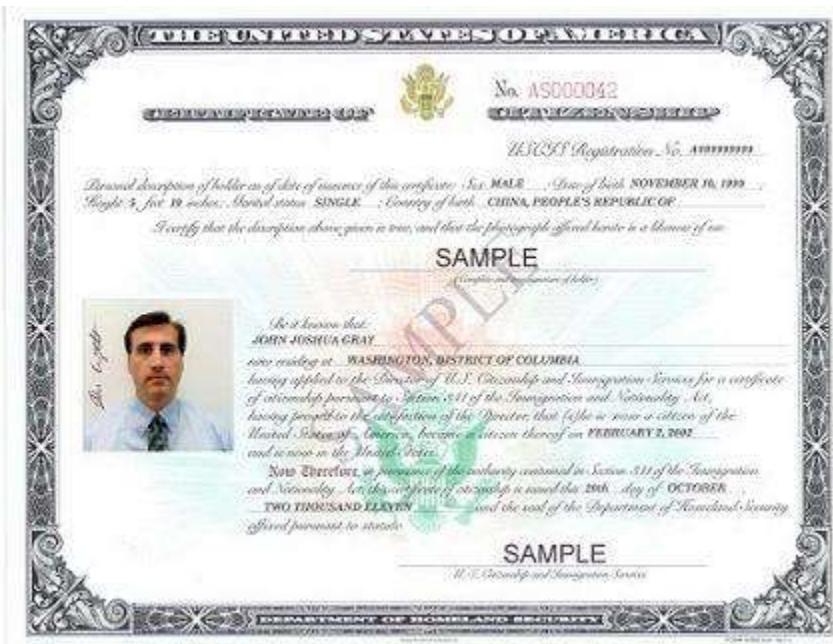 THE UNITED STATES OF AMERICA
No. AS000042
CERTIFICATE OF CITIZENSHIP
USCIS Registration No. A99999999
Personal description of holder as of date of issuance of this certificate: Sex MALE ; Date of birth NOVEMBER 10, 1999 ;
Height 5 feet 10 inches; Marital status SINGLE ; Country of birth CHINA, PEOPLE'S REPUBLIC OF
I certify that the description above given is true, and that the photograph affixed hereto is a likeness of me.
SAMPLE
(Complete and true signature of holder)
SAMPLE
Be it known that:
JOHN JOSHUA GRAY
now residing at WASHINGTON, DISTRICT OF COLUMBIA
having applied to the Director of U.S. Citizenship and Immigration Services for a certificate
of citizenship pursuant to Section 341 of the Immigration and Nationality Act,
having proved to the satisfaction of the Director, that (s)he is now a citizen of the
United States of America, became a citizen thereof on FEBRUARY 2, 2002
and is now in the United States.
Now Therefore, in pursuance of the authority contained in Section 341 of the Immigration
and Nationality Act, this certificate of citizenship is issued this 20th day of OCTOBER
TWO THOUSAND ELEVEN and the seal of the Department of Homeland Security
affixed pursuant to statute.
SAMPLE
U.S. Citizenship and Immigration Services
DEPARTMENT OF HOMELAND SECURITY